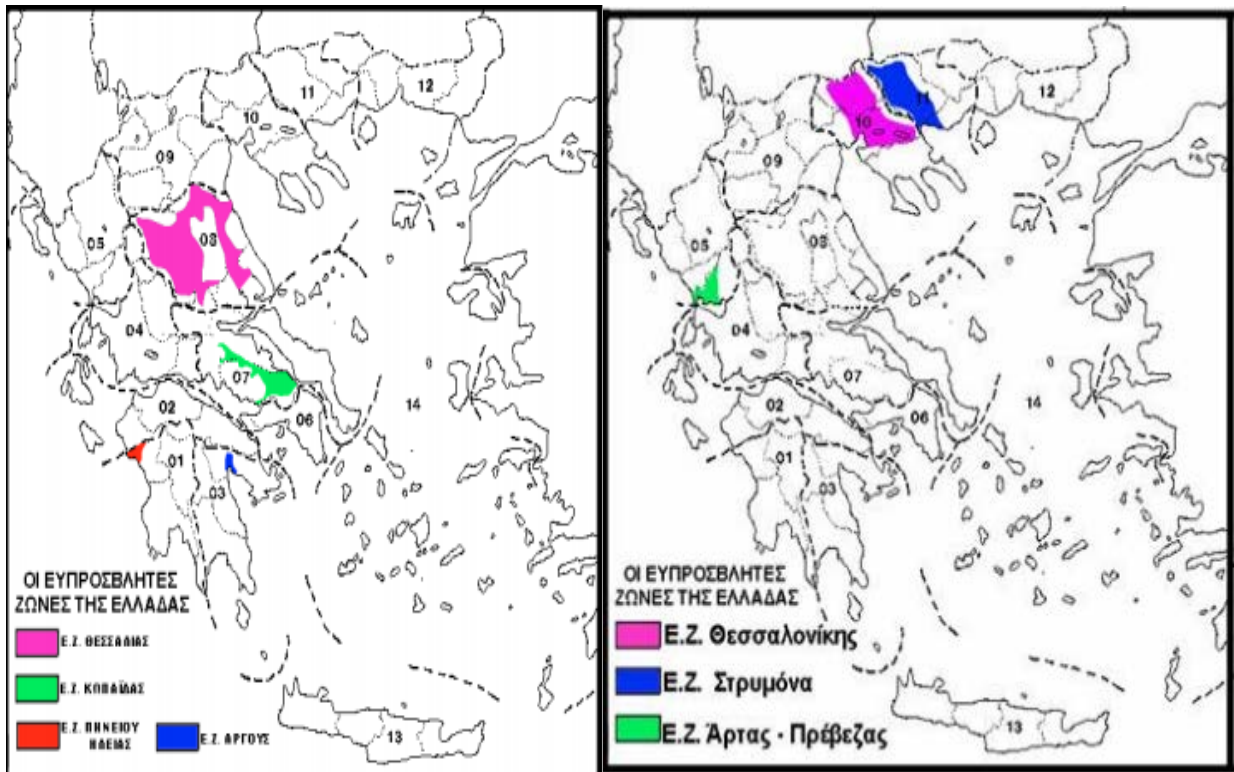 11
12
10
09
05
08
04
07
02
06
14
01
03
13
ΟΙ ΕΥΠΡΟΣΒΛΗΤΕΣ
ΖΩΝΕΣ ΤΗΣ ΕΛΛΑΔΑΣ
Ε.Ζ. ΘΕΣΣΑΛΙΑΣ
Ε.Ζ. ΚΩΠΑΪΔΑΣ
Ε.Ζ. ΠΗΝΕΙΟΥ
ΗΛΕΙΑΣ
Ε.Ζ. ΑΡΓΟΥΣ
11
12
10
09
05
08
04
07
02
06
14
01
03
13
ΟΙ ΕΥΠΡΟΣΒΛΗΤΕΣ
ΖΩΝΕΣ ΤΗΣ ΕΛΛΑΔΑΣ
Ε.Ζ. Θεσσαλονίκης
Ε.Ζ. Στρυμόνα
Ε.Ζ. Άρτας - Πρέβεζας